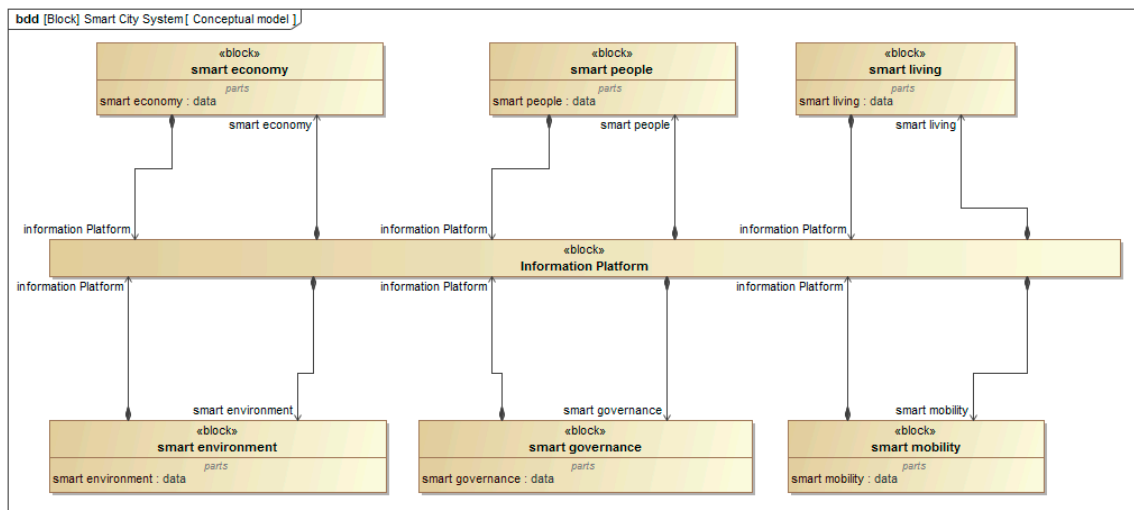 bdd [Block] Smart City System[ Conceptual model ]
«block»
smart economy
parts
smart economy : data
«block»
smart people
parts
smart people : data
«block»
smart living
parts
smart living : data
smart economy
smart people
smart living
information Platform
information Platform
information Platform
«block»
Information Platform
information Platform
information Platform
information Platform
smart environment
smart governance
smart mobility
«block»
smart environment
parts
smart environment : data
«block»
smart governance
parts
smart governance : data
«block»
smart mobility
parts
smart mobility : data